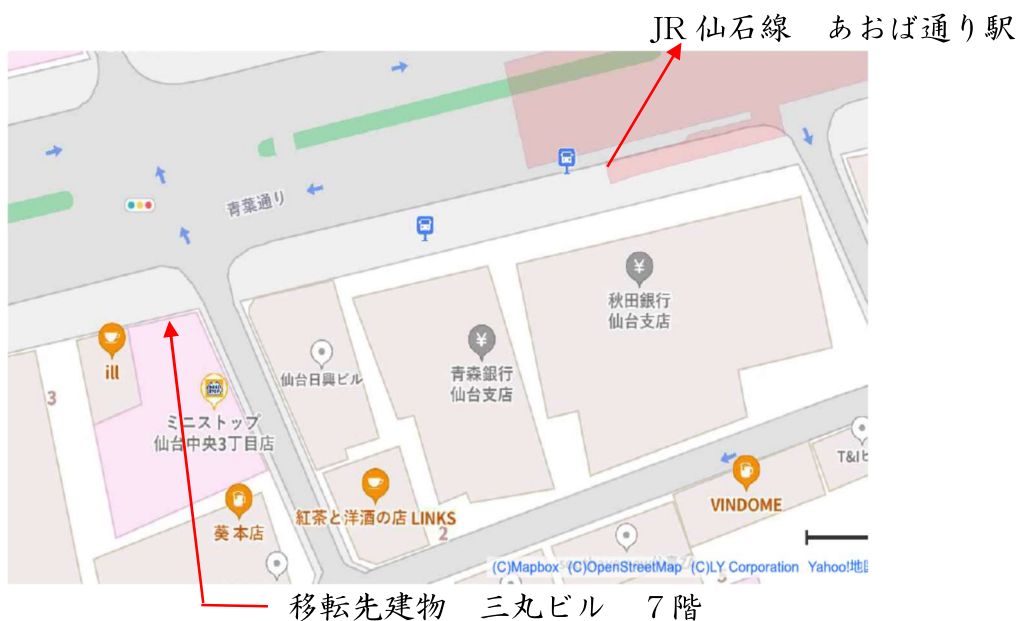 JR 仙石線　あおば通り駅
青葉通り
秋田銀行
仙台支店
ill
3
仙台日興ビル
青森銀行
仙台支店
ミニストップ
仙台中央3丁目店
T&Iビ
VINDOME
紅茶と洋酒の店 LINKS
葵 本店
2
(C)Mapbox (C)OpenStreetMap (C)LY Corporation Yahoo!地図
移転先建物　三丸ビル　７階